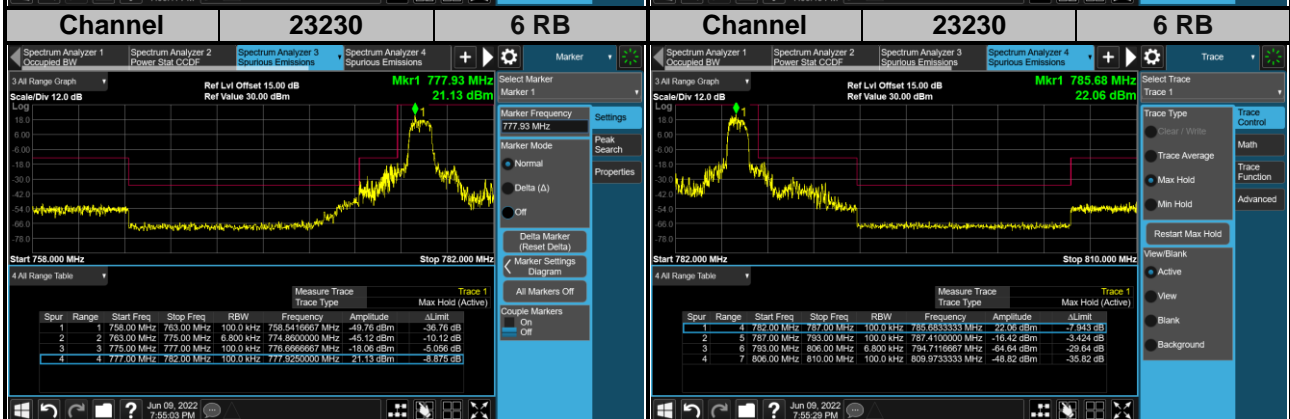 Channel 23230 6 RB Channel 23230 6 RB
Spectrum Analyzer 1 Spectrum Analyzer 2 Spectrum Analyzer 3 Spectrum Analyzer 4
Occupied BW Power Stat CCDF Spurious Emissions Spurious Emissions
Marker
3 All Range Graph
Ref Lvl Offset 15.00 dB
Mkr1 777.93 MHz
Scale/Div 12.0 dB
Ref Value 30.00 dBm
21.13 dBm
Log
1
18.0
6.00
-6.00
-18.0
-30.0
-42.0
-54.0
-66.0
-78.0
Start 758.000 MHz Stop 782.000 MHz
4 All Range Table
Measure Trace Trace 1
Trace Type Max Hold (Active)
Spur Range Start Freq Stop Freq RBW Frequency Amplitude ΔLimit
1 1 758.00 MHz 763.00 MHz 100.0 kHz 758.5416667 MHz -49.76 dBm -36.76 dB
2 2 763.00 MHz 775.00 MHz 6.800 kHz 774.8600000 MHz -45.12 dBm -10.12 dB
3 3 775.00 MHz 777.00 MHz 100.0 kHz 776.6666667 MHz -18.06 dBm -5.056 dB
4 4 777.00 MHz 782.00 MHz 100.0 kHz 777.9250000 MHz 21.13 dBm -8.875 dB
Select Marker
Marker 1
Marker Frequency
777.93 MHz
Settings
Marker Mode
Peak
Search
Normal
Properties
Delta (Δ)
Off
Delta Marker
(Reset Delta)
Marker Settings
Diagram
All Markers Off
Couple Markers
On
Off
Jun 09, 2022
7:55:03 PM
Spectrum Analyzer 1 Spectrum Analyzer 2 Spectrum Analyzer 3 Spectrum Analyzer 4
Occupied BW Power Stat CCDF Spurious Emissions Spurious Emissions
Trace
3 All Range Graph
Ref Lvl Offset 15.00 dB
Mkr1 785.68 MHz
Scale/Div 12.0 dB
Ref Value 30.00 dBm
22.06 dBm
Log
1
18.0
6.00
-6.00
-18.0
-30.0
-42.0
-54.0
-66.0
-78.0
Start 782.000 MHz Stop 810.000 MHz
4 All Range Table
Measure Trace Trace 1
Trace Type Max Hold (Active)
Spur Range Start Freq Stop Freq RBW Frequency Amplitude ΔLimit
1 4 782.00 MHz 787.00 MHz 100.0 kHz 785.6833333 MHz 22.06 dBm -7.943 dB
2 5 787.00 MHz 793.00 MHz 100.0 kHz 787.4100000 MHz -16.42 dBm -3.424 dB
3 6 793.00 MHz 806.00 MHz 6.800 kHz 794.7116667 MHz -64.64 dBm -29.64 dB
4 7 806.00 MHz 810.00 MHz 100.0 kHz 809.9733333 MHz -48.82 dBm -35.82 dB
Select Trace
Trace 1
Trace Type
Trace
Control
Clear / Write
Math
Trace Average
Trace
Function
Max Hold
Advanced
Min Hold
Restart Max Hold
View/Blank
Active
View
Blank
Background
Jun 09, 2022
7:55:29 PM